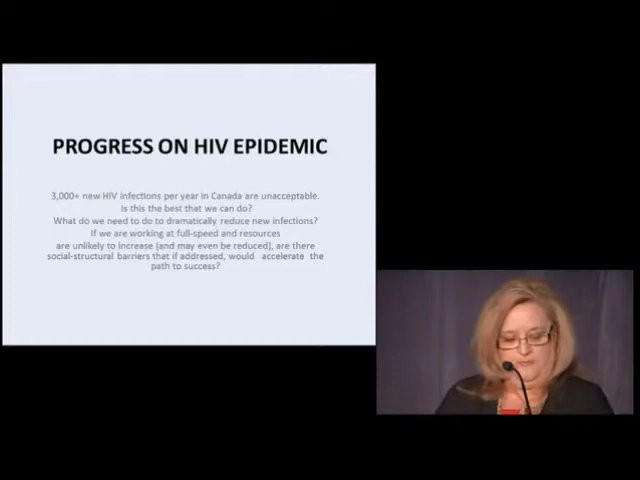 PROGRESS ON HIV EPIDEMIC
3,000+ new HIV infections per year in Canada are unacceptable.
Is this the best that we can do?
What do we need to do to dramatically reduce new infections?
If we are working at full-speed and resources
are unlikely to increase (and may even be reduced), are there
social-structural barriers that if addressed, would accelerate the
path to success?